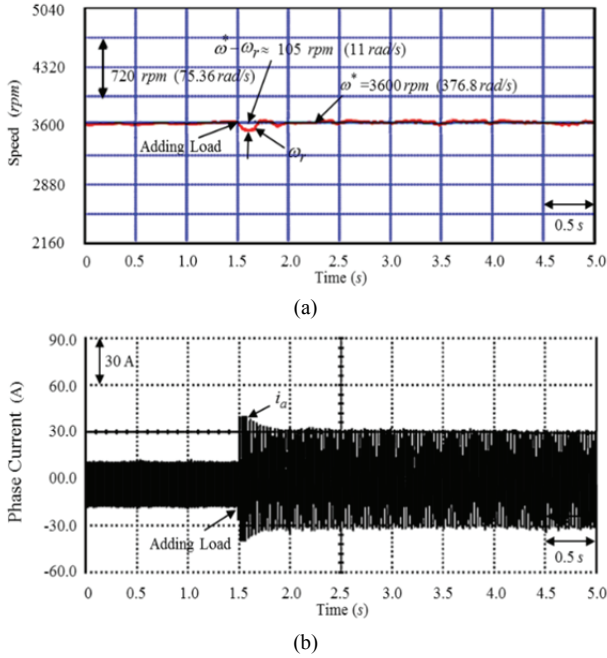 5040
4320
3600
2880
2160
Speed (rpm)
720 rpm (75.36 rad/s)
ω* – ωr ≈ 105 rpm (11 rad/s)
ω* =3600 rpm (376.8 rad/s)
Adding Load
ωr
0.5 s
0 0.5 1.0 1.5 2.0 2.5 3.0 3.5 4.0 4.5 5.0
Time (s)
(a)
90.0
60.0
30.0
00.0
-30.0
-60.0
Phase Current (A)
30 A
ia
Adding Load
0.5 s
0 0.5 1.0 1.5 2.0 2.5 3.0 3.5 4.0 4.5 5.0
Time (s)
(b)